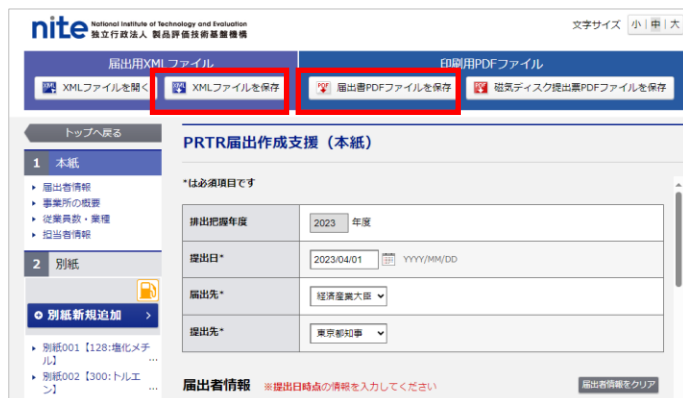 nite National Institute of Technology and Evaluation
独立行政法人 製品評価技術基盤機構
文字サイズ 小 中 大
届出用XMLファイル
印刷用PDFファイル
XMLファイルを開く
XMLファイルを保存
届出書PDFファイルを保存
磁気ディスク提出票PDFファイルを保存
トップへ戻る
1 本紙
届出者情報
事業所の概要
従業員数・業種
担当者情報
2 別紙
別紙新規追加
別紙001【128:塩化メチ
ル】 ...
別紙002【300:トルエ
ン】 ...
PRTR届出作成支援（本紙）
*は必須項目です
排出把握年度 2023 年度
提出日* 2023/04/01 YYYY/MM/DD
届出先* 経済産業大臣
提出先* 東京都知事
届出者情報 ※提出日時点の情報を入力してください
届出者情報をクリア